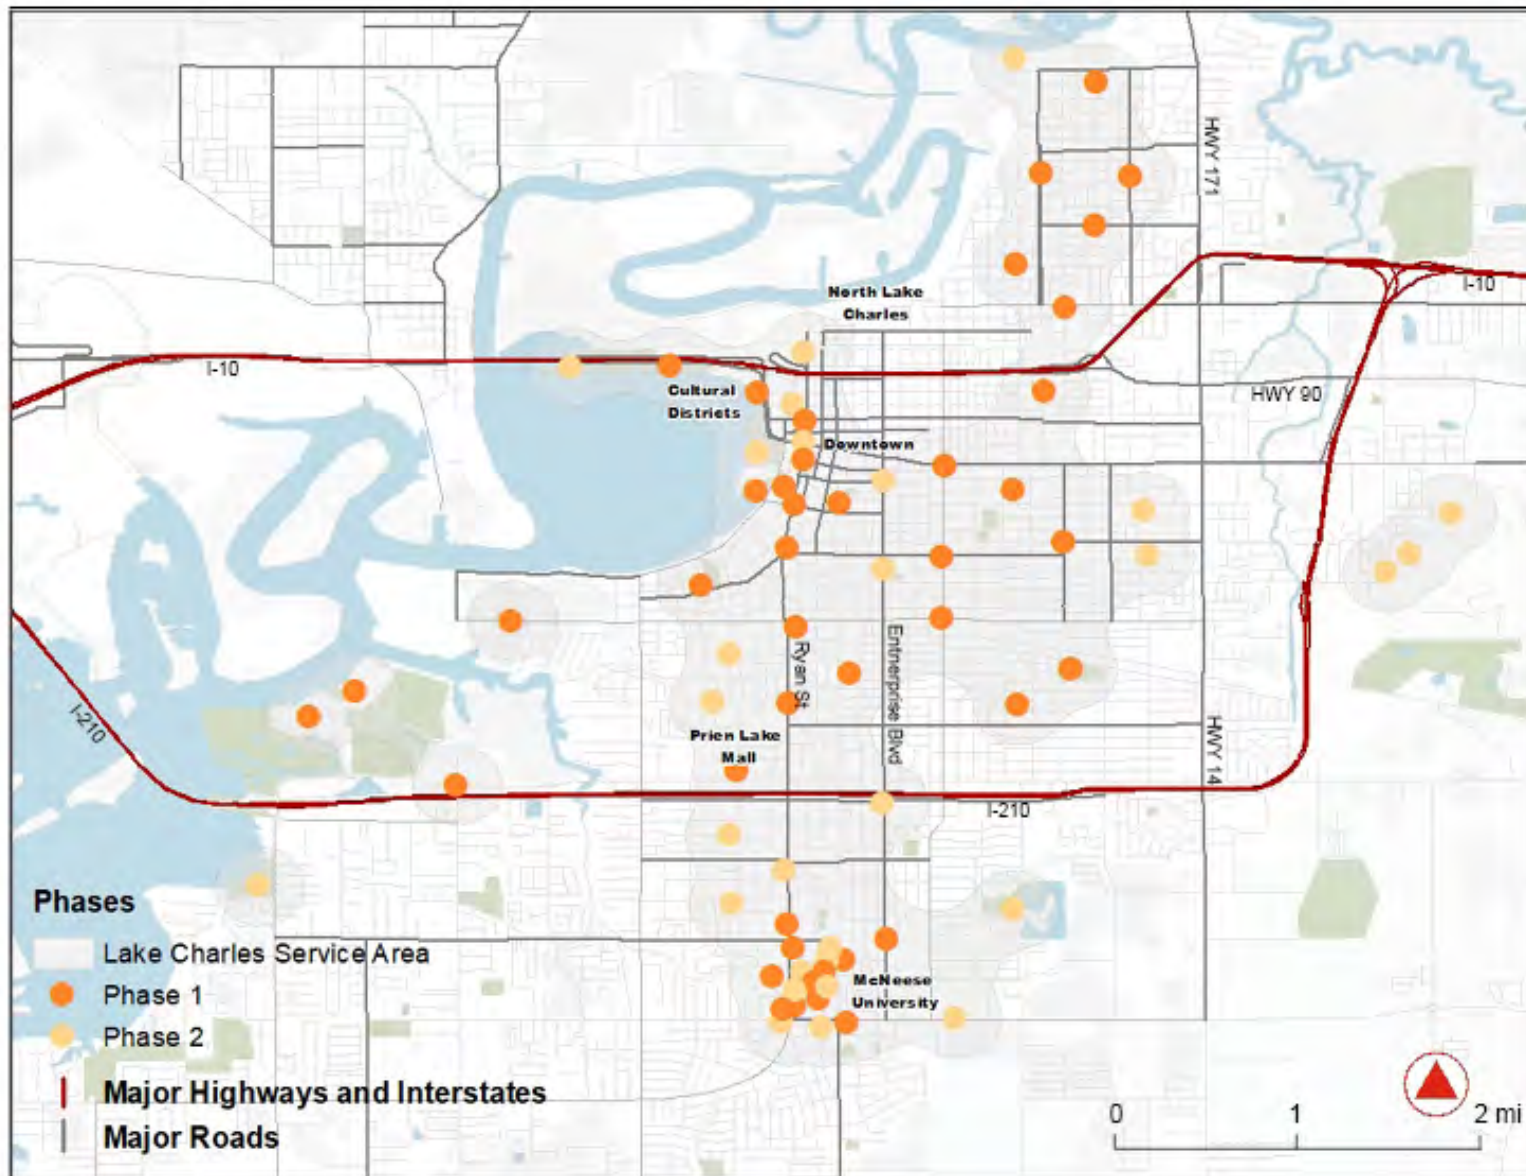 HWY 171
I-10
North Lake
Charles
I-10
Cultural
Districts
HWY 90
Downtown
Ryan St
Entnerprise Blvd
I-210
Prien Lake
Mall
HWY 14
I-210
McNeese
University
Phases
Lake Charles Service Area
Phase 1
Phase 2
Major Highways and Interstates
Major Roads
0 1 2 mi